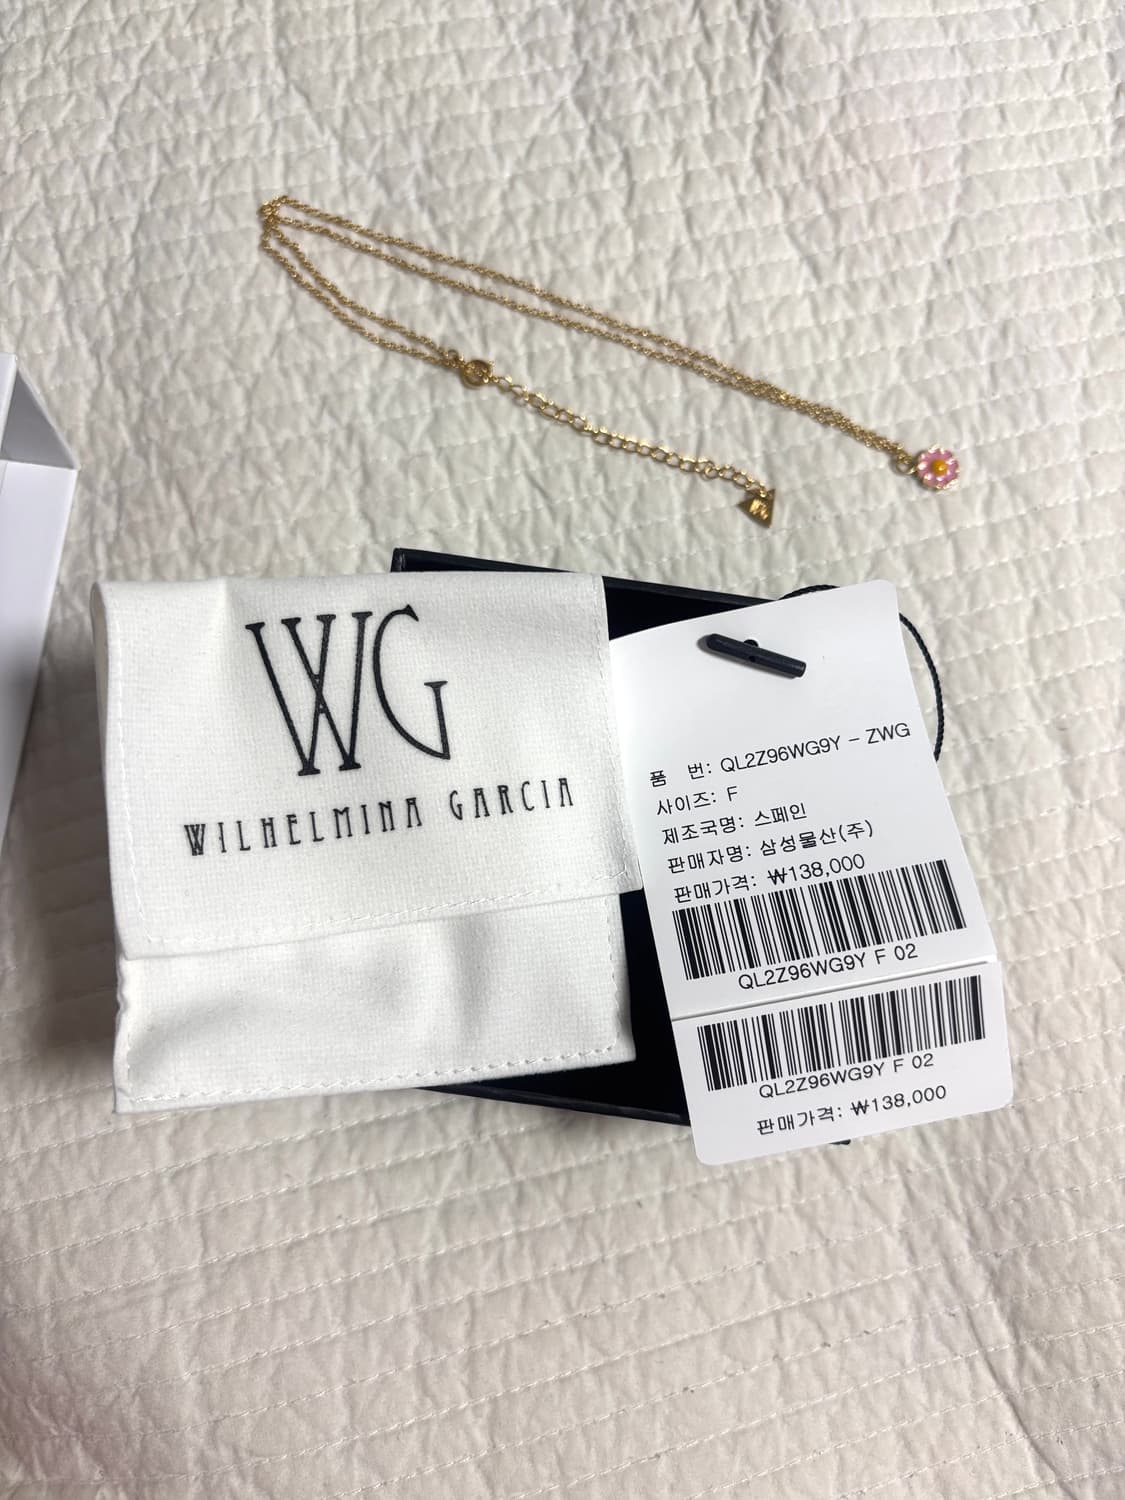 WG
WILHELMINA GARCIA
품 번: QL2Z96WG9Y - ZWG
사이즈: F
제조국명: 스페인
판매자명: 삼성물산(주)
판매가격: ₩138,000
QL2Z96WG9Y F 02
QL2Z96WG9Y F 02
판매가격: ₩138,000